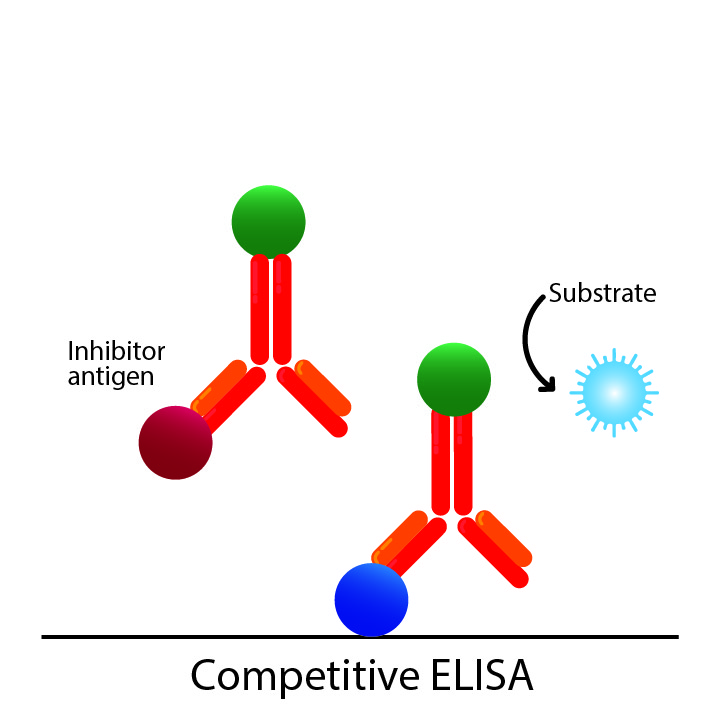 Substrate
Inhibitor
antigen
Competitive ELISA